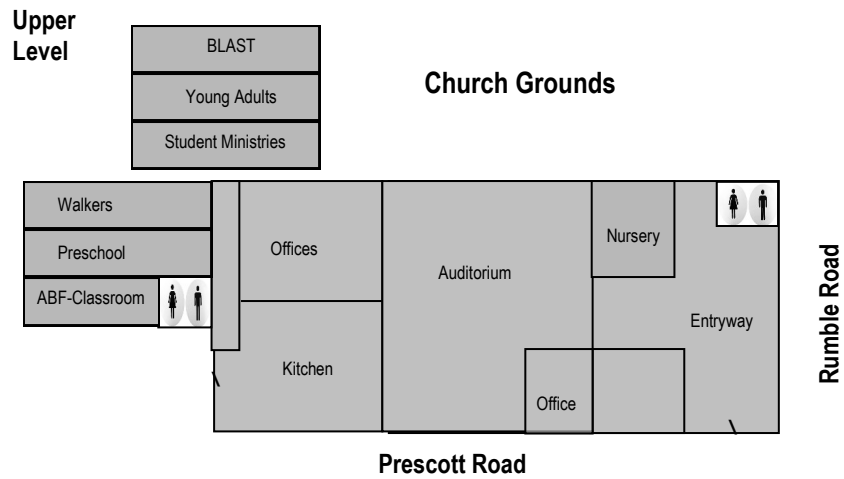 Upper
Level
BLAST
Young Adults
Student Ministries
Church Grounds
Walkers
Preschool
ABF-Classroom
Offices
Kitchen
Auditorium
Nursery
Entryway
Office
Rumble Road
Prescott Road